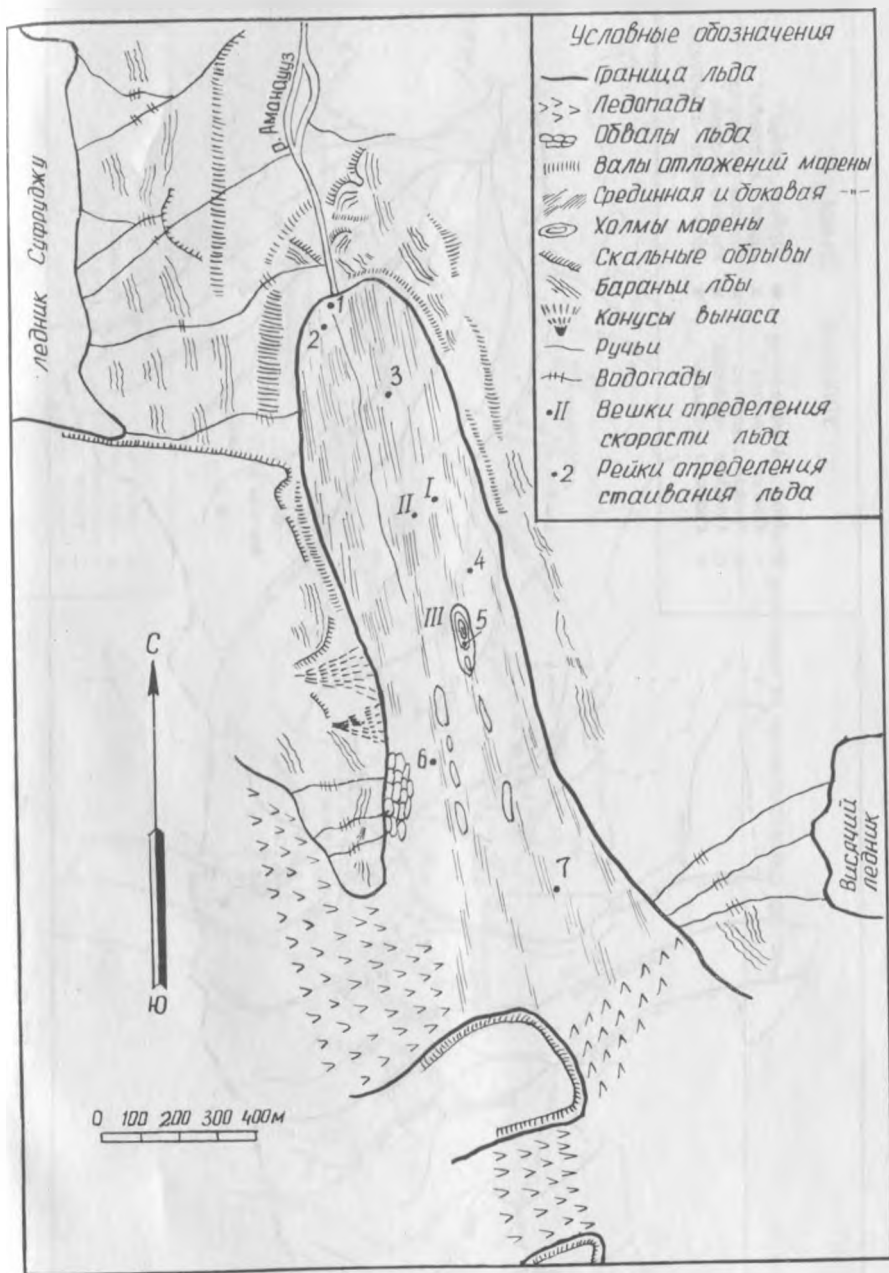 Условные обозначения
Граница льда
Ледопады
Обвалы льда
Валы отложений морены
Срединная и боковая -"-
Холмы морены
Скальные обрывы
Бараньи лбы
Конусы выноса
Ручьи
Водопады
•II Вешки определения
скорости льда
•2 Рейки определения
стаивания льда
ледник Суфруджу
р. Аманауз
1
2
3
I
II
4
III
5
6
7
С
Ю
Висячий
ледник
0 100 200 300 400м